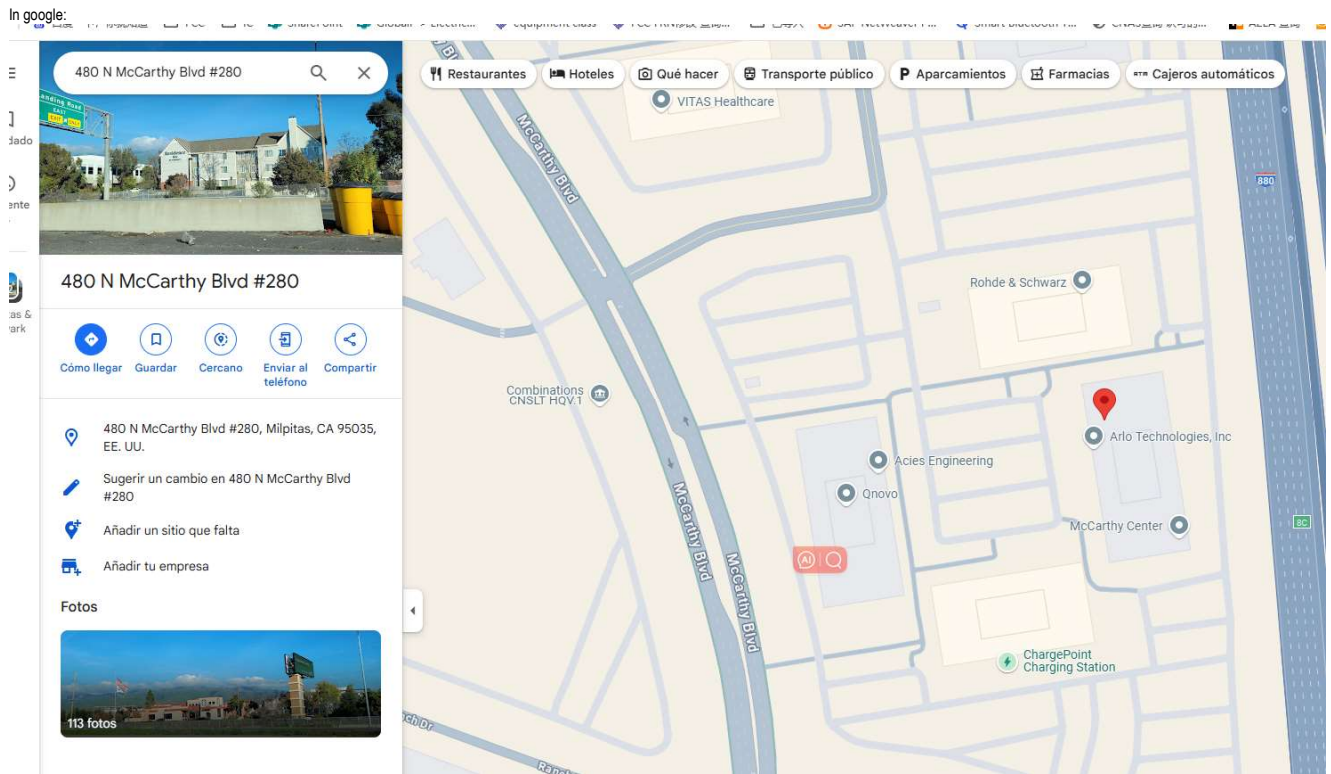 In google:
480 N McCarthy Blvd #280
Restaurantes
Hoteles
Qué hacer
Transporte público
Aparcamientos
Farmacias
Cajeros automáticos
480 N McCarthy Blvd #280
Cómo llegar
Guardar
Cercano
Enviar al
teléfono
Compartir
480 N McCarthy Blvd #280, Milpitas, CA 95035,
EE. UU.
Sugerir un cambio en 480 N McCarthy Blvd
#280
Añadir un sitio que falta
Añadir tu empresa
Fotos
113 fotos
VITAS Healthcare
McCarthy Blvd
880
Rohde & Schwarz
Combinations
CNSLT HQV.1
Arlo Technologies, Inc
Acies Engineering
Qnovo
McCarthy Center
8C
McCarthy Blvd
McCarthy Blvd
AI
ChargePoint
Charging Station